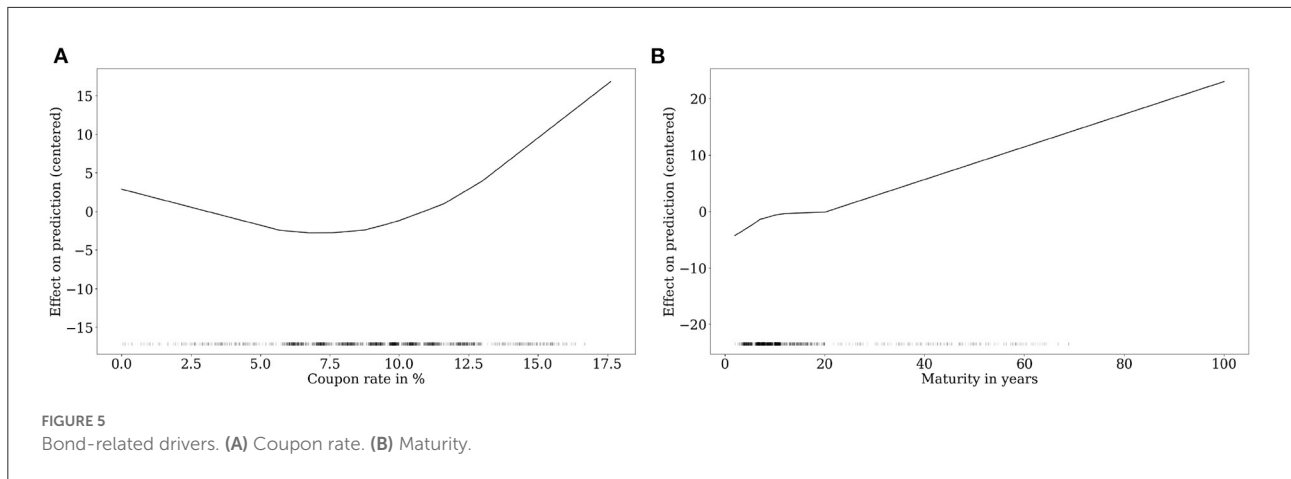 A
Effect on prediction (centered)
15
10
5
0
−5
−10
−15
0.0 2.5 5.0 7.5 10.0 12.5 15.0 17.5
Coupon rate in %
B
Effect on prediction (centered)
20
10
0
−10
−20
0 20 40 60 80 100
Maturity in years
FIGURE 5
Bond-related drivers. (A) Coupon rate. (B) Maturity.